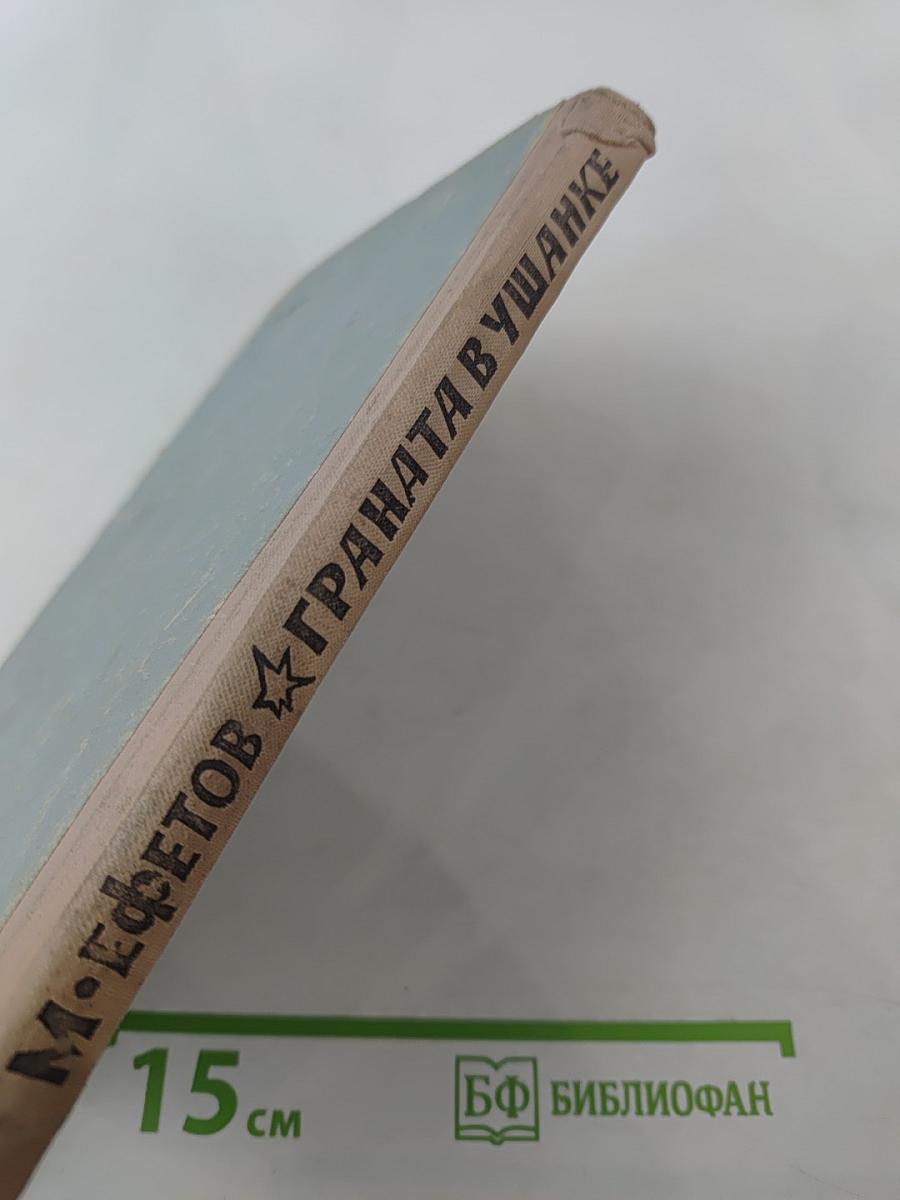 М. ЕФЕТОВ ☆ ГРАНАТА В УШАНКЕ
15 см
БФ БИБЛИОФАН